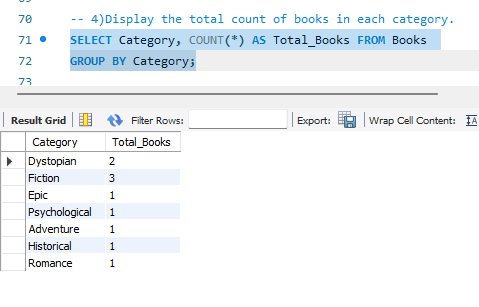 70 -- 4)Display the total count of books in each category.
71 SELECT Category, COUNT(*) AS Total_Books FROM Books
72 GROUP BY Category;
73
Result Grid Filter Rows: Export: Wrap Cell Content: IA
Category Total_Books
Dystopian 2
Fiction 3
Epic 1
Psychological 1
Adventure 1
Historical 1
Romance 1